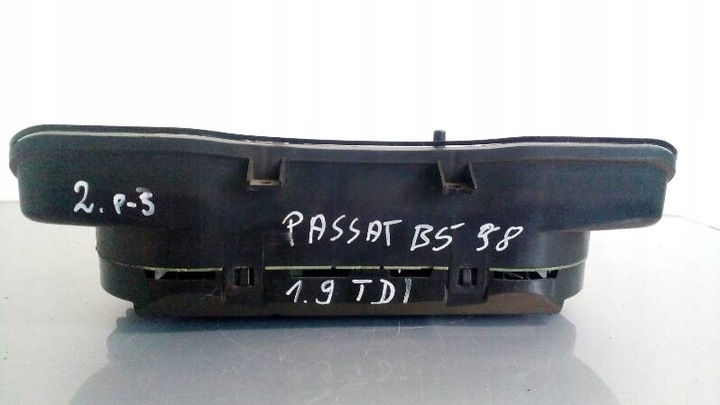 2. P-3
PASSAT B5 98
1.9 TDI